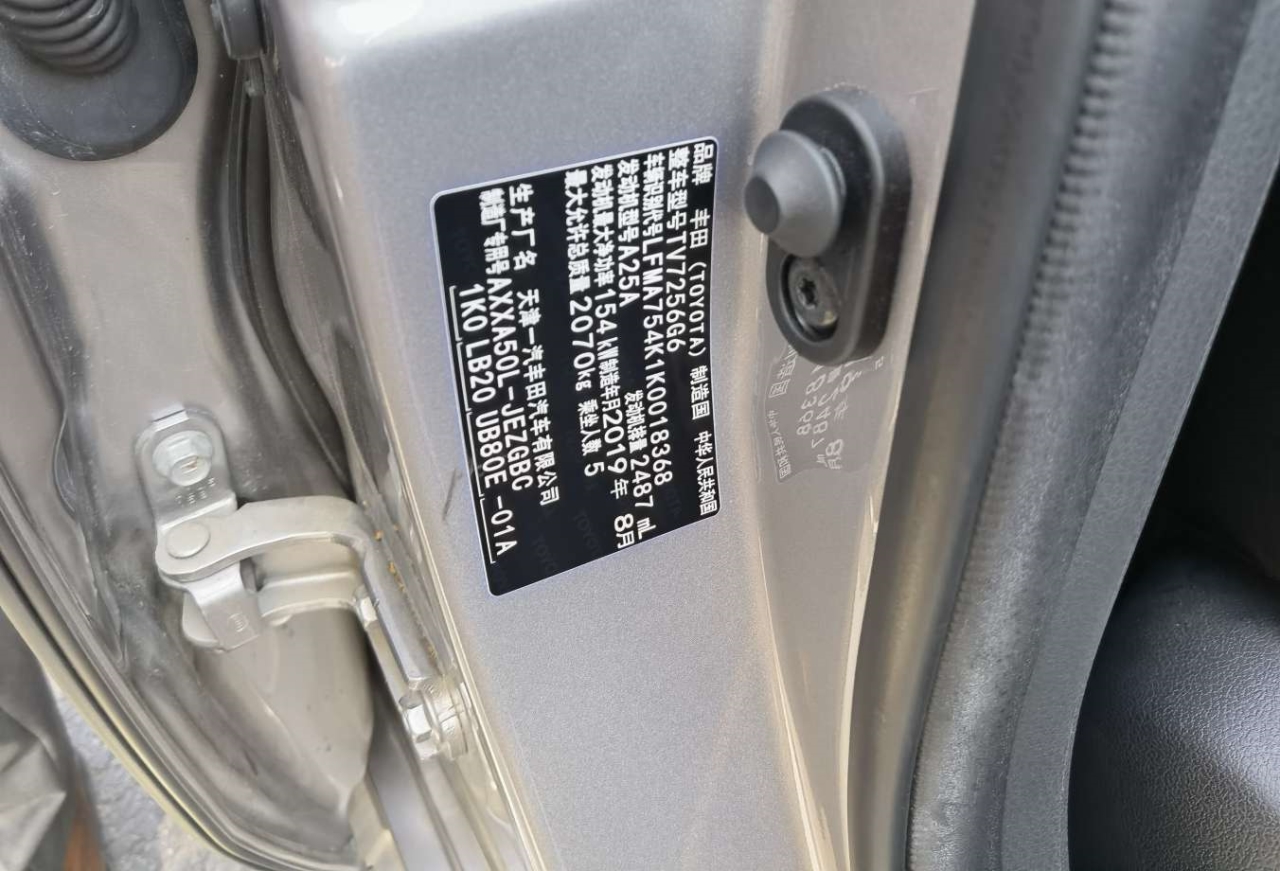 品牌 丰田(TOYOTA) 制造国 中华人民共和国
整车型号TV7256G6
车辆识别代号LFMA754K1K0018368
发动机型号A25A 发动机排量 2487 mL
发动机最大净功率154kW制造年月2019年 8月
最大允许总质量2070kg 乘坐人数 5
生产厂名 天津一汽丰田汽车有限公司
制造厂专用号AXXA50L-JEZGBC
1K0 LB20 UB80E -01A